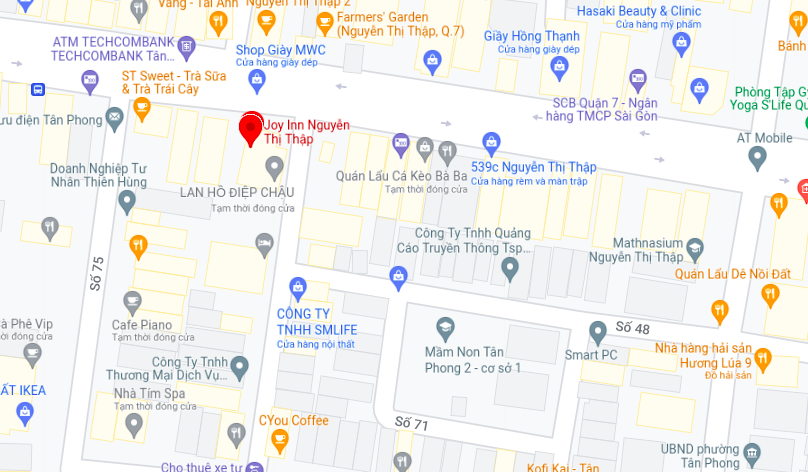 Vàng - Tài Anh
Nguyễn Thị Thập 2
Farmers' Garden
(Nguyễn Thị Thập, Q.7)
Hasaki Beauty & Clinic
Cửa hàng mỹ phẩm
Bánh
ATM TECHCOMBANK
TECHCOMBANK Tân...
Shop Giày MWC
Cửa hàng giày dép
Giầy Hồng Thạnh
Cửa hàng giày dép
ST Sweet - Trà Sữa
& Trà Trái Cây
SCB Quận 7 - Ngân
hàng TMCP Sài Gòn
Phòng Tập Gy
Yoga S'Life Qu
ưu điện Tân Phong
Joy Inn Nguyễn
Thị Thập
AT Mobile
Doanh Nghiệp Tư
Nhân Thiên Hùng
Quán Lẩu Cá Kèo Bà Ba
Tạm thời đóng cửa
539c Nguyễn Thị Thập
Cửa hàng rèm và màn trập
LAN HỒ ĐIỆP CHẬU
Tạm thời đóng cửa
Công Ty Tnhh Quảng
Cáo Truyền Thông Tsp...
Mathnasium
Nguyễn Thị Thập
Số 75
Quán Lẩu Dê Nồi Đất
CÔNG TY
TNHH SMLIFE
Cửa hàng nội thất
Số 48
à Phê Víp
hời đóng cửa
Cafe Piano
Tạm thời đóng cửa
Mầm Non Tân
Phong 2 - cơ sở 1
Smart PC
Nhà hàng hải sản
Hương Lúa 9
Đồ hải sản
Công Ty Tnhh
Thương Mại Dịch Vụ...
ẤT IKEA
Nhà Tím Spa
Tạm thời đóng cửa
CYou Coffee
Số 71
UBND phường
Tân Phong
Cho thuê xe tự
Kofi Kai - Tân